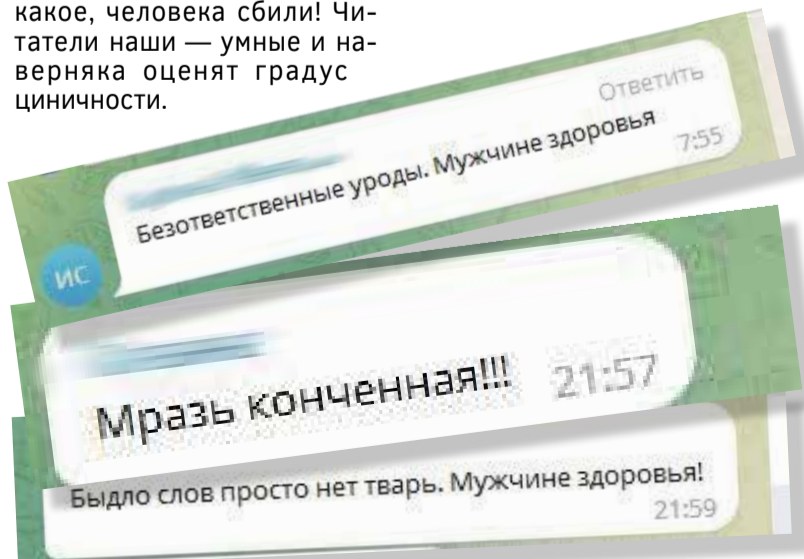 какое, человека сбили! Чи-
татели наши — умные и на-
верняка оценят градус
циничности.
Ответить
Безответственные уроды. Мужчине здоровья
7:55
ИС
Мразь конченная!!! 21:57
Быдло слов просто нет тварь. Мужчине здоровья!
21:59